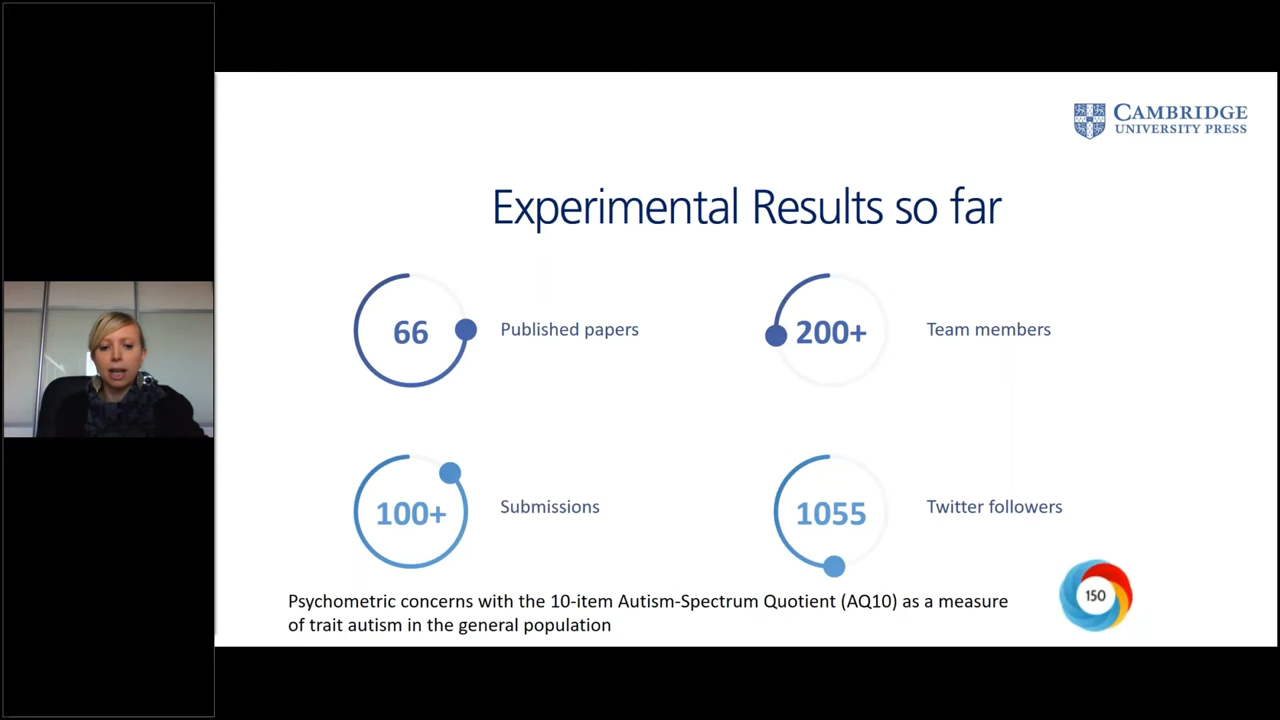 CAMBRIDGE
UNIVERSITY PRESS
Experimental Results so far
66
Published papers
200+
Team members
100+
Submissions
1055
Twitter followers
Psychometric concerns with the 10-item Autism-Spectrum Quotient (AQ10) as a measure
of trait autism in the general population
150